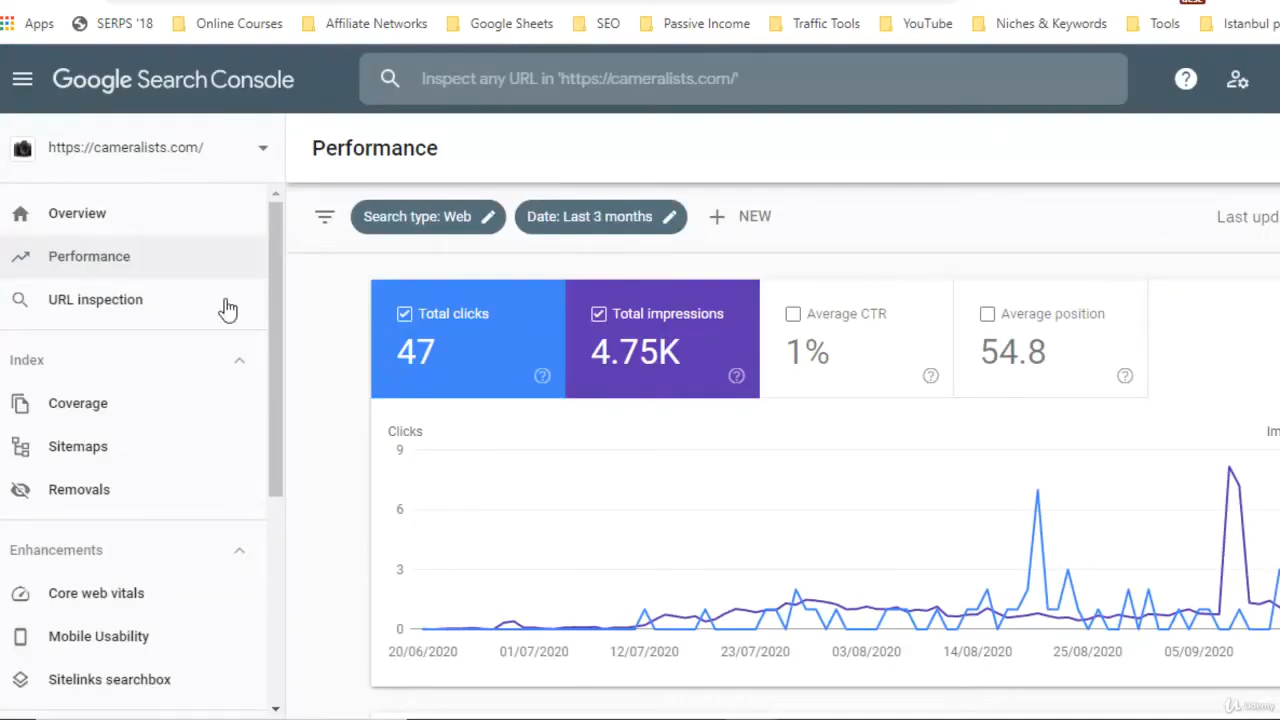 Apps SERPS '18 Online Courses Affiliate Networks Google Sheets SEO Passive Income Traffic Tools YouTube Niches & Keywords Tools Istanbul p
Google Search Console Inspect any URL in 'https://cameralists.com/' ?
https://cameralists.com/
Performance
Overview
Performance
URL inspection
Index
Coverage
Sitemaps
Removals
Enhancements
Core web vitals
Mobile Usability
Sitelinks searchbox
Search type: Web Date: Last 3 months + NEW Last upd
Total clicks Total impressions Average CTR Average position
47 4.75K 1% 54.8
? ? ? ?
Clicks Im
9
6
3
0
20/06/2020 01/07/2020 12/07/2020 23/07/2020 03/08/2020 14/08/2020 25/08/2020 05/09/2020
Udemy